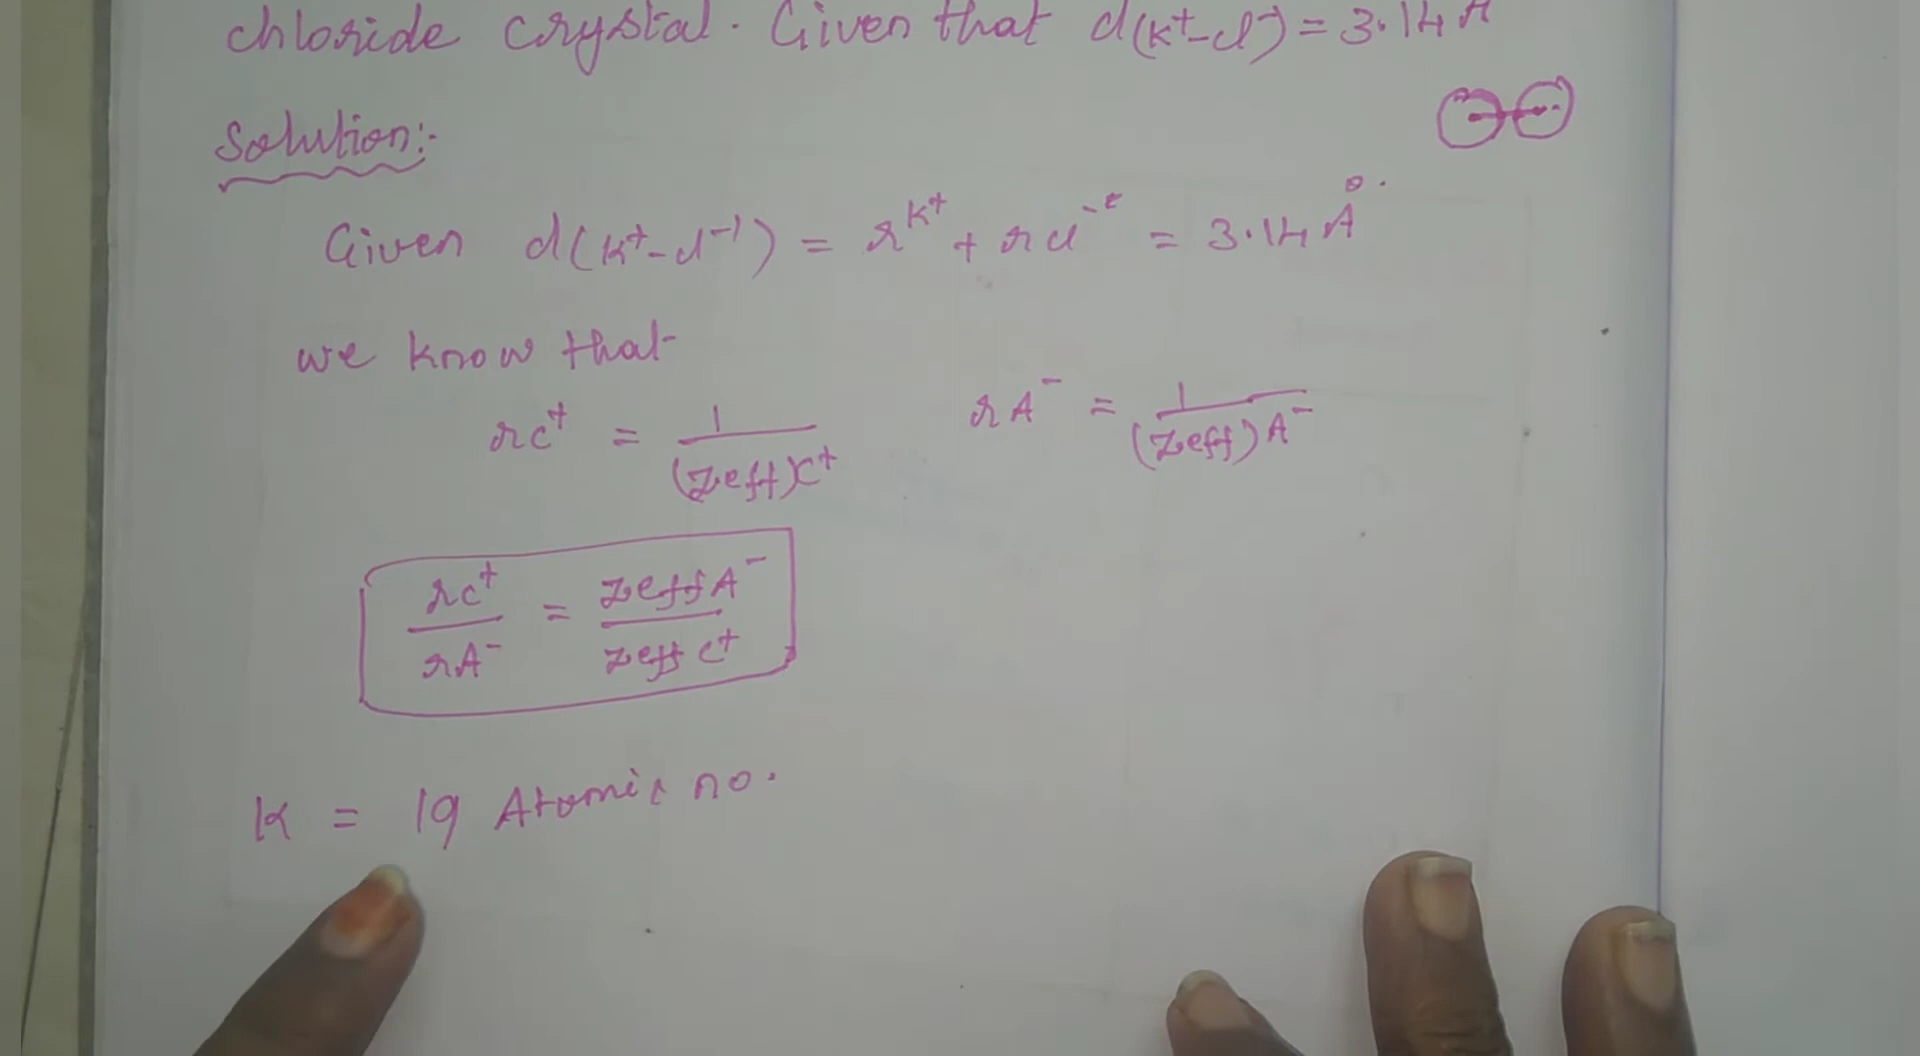 chloride crystal. Given that d(K⁺-Cl⁻) = 3.14 A
Solution:-
Given d(K⁺-Cl⁻¹) = rK⁺ + rCl⁻ = 3.14 Å.
we know that
rC⁺ = 1/(Zeff)C⁺ rA⁻ = 1/(Zeff)A⁻
rC⁺/rA⁻ = ZeffA⁻/Zeff C⁺
K = 19 Atomic no.